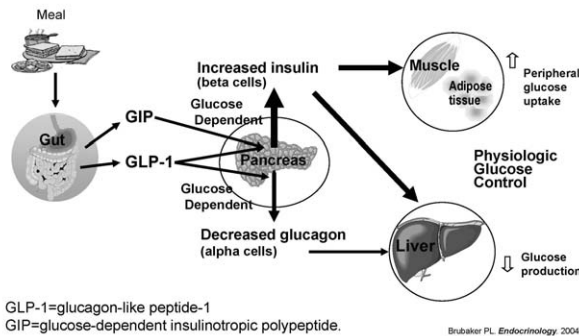 Meal
Gut
GIP
GLP-1
Increased insulin
(beta cells)
Glucose
Dependent
Pancreas
Glucose
Dependent
Decreased glucagon
(alpha cells)
Muscle
Adipose
tissue
Peripheral
glucose
uptake
Physiologic
Glucose
Control
Liver
Glucose
production
GLP-1=glucagon-like peptide-1
GIP=glucose-dependent insulinotropic polypeptide.
Brubaker PL. Endocrinology. 2004